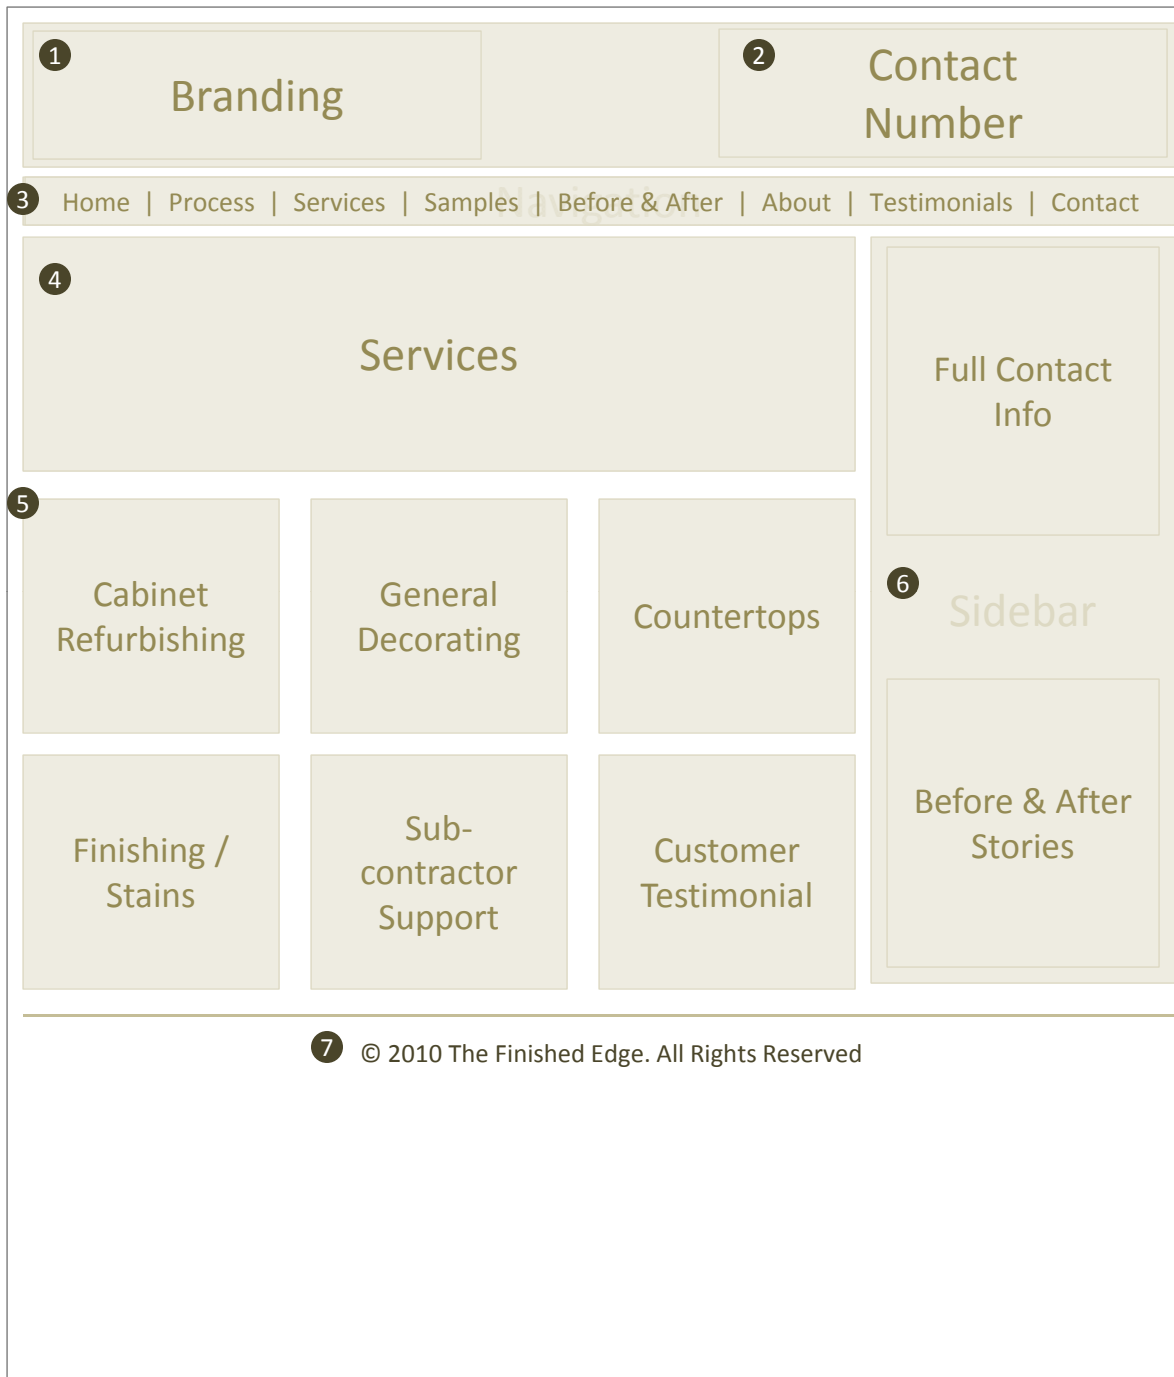 1
Branding
2
Contact
Number
3
Navigation
Home | Process | Services | Samples | Before & After | About | Testimonials | Contact
4
Services
Full Contact
Info
5
Cabinet
Refurbishing
General
Decorating
Countertops
6
Sidebar
Finishing /
Stains
Sub-
contractor
Support
Customer
Testimonial
Before & After
Stories
7
© 2010 The Finished Edge. All Rights Reserved